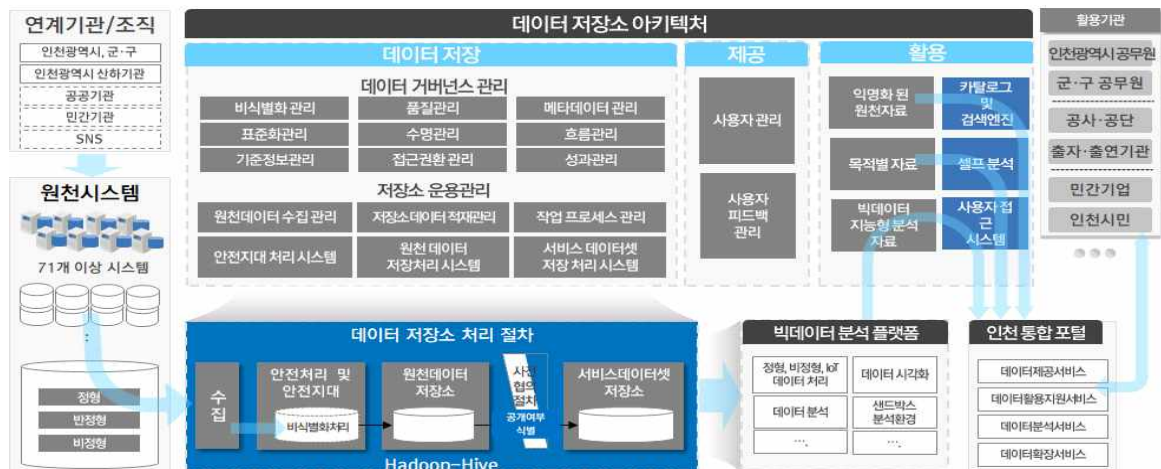 연계기관/조직
인천광역시, 군·구
인천광역시 산하기관
공공기관
민간기관
SNS
원천시스템
71개 이상 시스템
:
정형
반정형
비정형
데이터 저장소 아키텍처
데이터 저장
데이터 거버넌스 관리
비식별화 관리
품질관리
메타데이터 관리
표준화관리
수명관리
흐름관리
기준정보관리
접근권환 관리
성과관리
저장소 운용관리
원천데이터 수집 관리
저장소 데이터 적재관리
작업 프로세스 관리
안전지대 처리 시스템
원천 데이터
저장처리 시스템
서비스 데이터셋
저장 처리 시스템
제공
사용자 관리
사용자
피드백
관리
활용
익명화 된
원천자료
카탈로그
및
검색엔진
목적별 자료
셀프 분석
빅데이터
지능형 분석
자료
사용자 접
근
시스템
활용기관
인천광역시 공무원
군·구 공무원
공사·공단
출자·출연기관
민간기업
인천시민
데이터 저장소 처리 절차
수
집
안전처리 및
안전지대
비식별화처리
원천데이터
저장소
사전
협의
절차
공개여부
식별
서비스데이터셋
저장소
Hadoop-Hive
빅데이터 분석 플랫폼
정형, 비정형, IoT
데이터 처리
데이터 시각화
데이터 분석
샌드박스
분석환경
….
….
인천 통합 포털
데이터제공서비스
데이터활용지원서비스
데이터분석서비스
데이터확장서비스